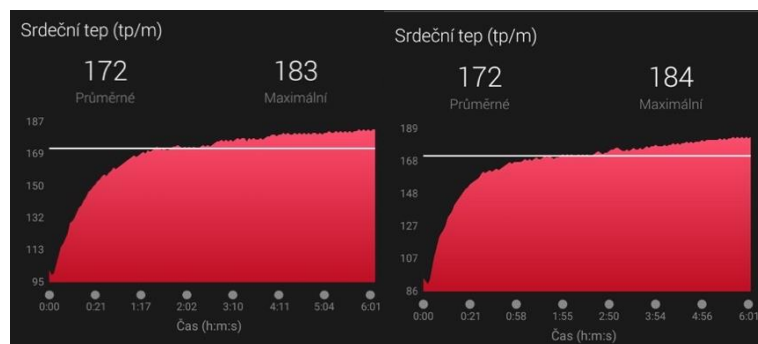 Srdeční tep (tp/m)
172 183
Průměrné Maximální
187
169
150
132
113
95
0:00 0:21 1:17 2:02 3:10 4:11 5:04 6:01
Čas (h:m:s)
Srdeční tep (tp/m)
172 184
Průměrné Maximální
189
168
148
127
107
86
0:00 0:21 0:58 1:55 2:50 3:54 4:56 6:01
Čas (h:m:s)